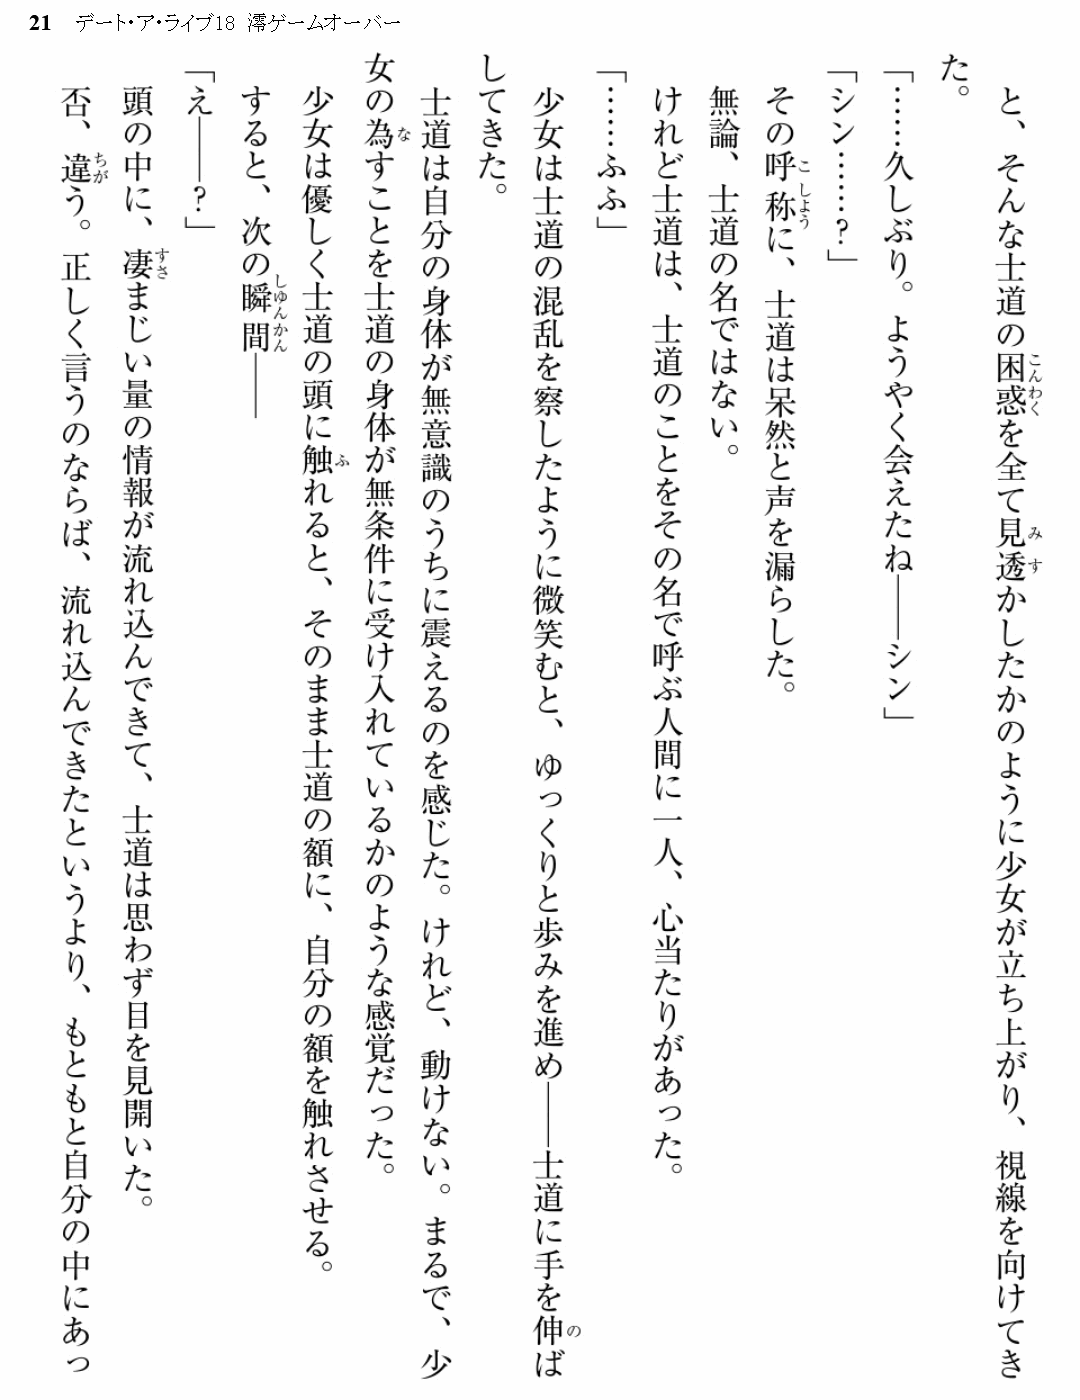 21 デート・ア・ライブ18 澪ゲームオーバー
と、そんな士道の困惑を全て見透かしたかのように少女が立ち上がり、視線を向けてき
た。
「……久しぶり。ようやく会えたね――シン」
「シン……?」
その呼称に、士道は呆然と声を漏らした。
無論、士道の名ではない。
けれど士道は、士道のことをその名で呼ぶ人間に一人、心当たりがあった。
「……ふふ」
少女は士道の混乱を察したように微笑むと、ゆっくりと歩みを進め――士道に手を伸ば
してきた。
士道は自分の身体が無意識のうちに震えるのを感じた。けれど、動けない。まるで、少
女の為すことを士道の身体が無条件に受け入れているかのような感覚だった。
少女は優しく士道の頭に触れると、そのまま士道の額に、自分の額を触れさせる。
すると、次の瞬間――
「え――?」
頭の中に、凄まじい量の情報が流れ込んできて、士道は思わず目を見開いた。
否、違う。正しく言うのならば、流れ込んできたというより、もともと自分の中にあっ